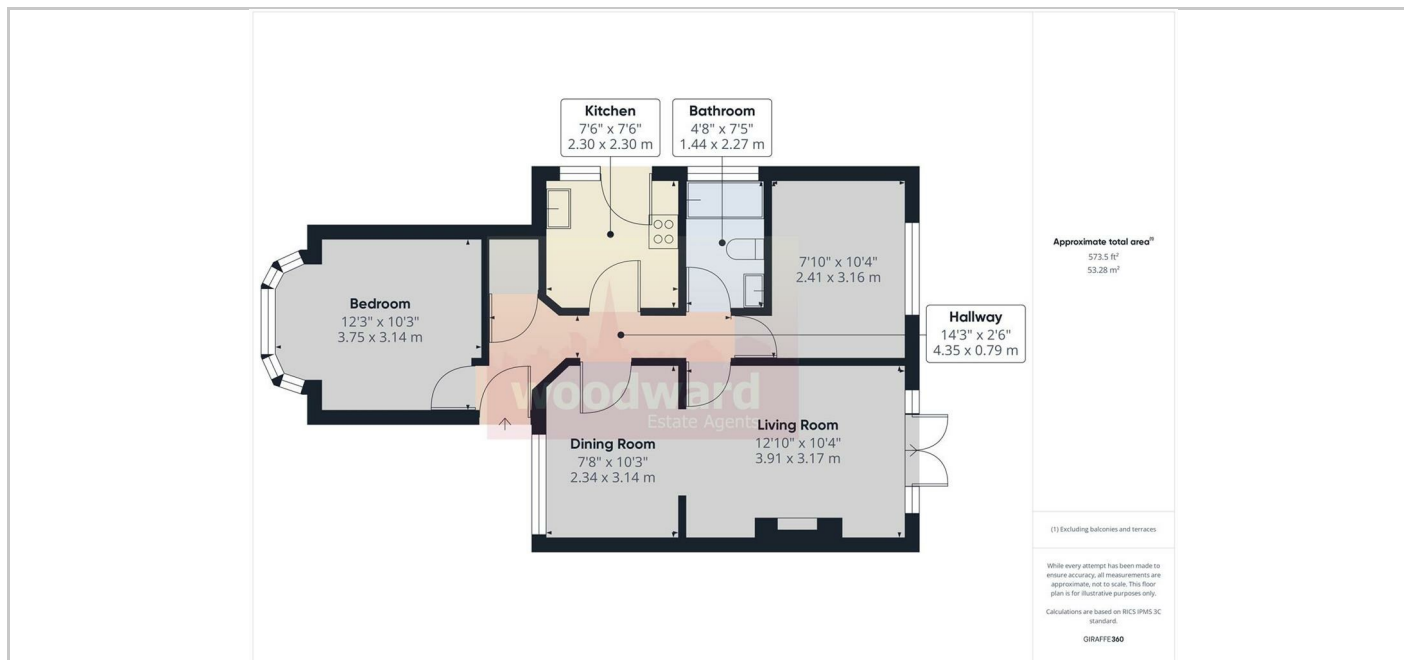 Kitchen
7'6" x 7'6"
2.30 x 2.30 m
Bathroom
4'8" x 7'5"
1.44 x 2.27 m
7'10" x 10'4"
2.41 x 3.16 m
Bedroom
12'3" x 10'3"
3.75 x 3.14 m
Hallway
14'3" x 2'6"
4.35 x 0.79 m
woodward
Estate Agents
Dining Room
7'8" x 10'3"
2.34 x 3.14 m
Living Room
12'10" x 10'4"
3.91 x 3.17 m
Approximate total area⁽¹⁾
573.5 ft²
53.28 m²
(1) Excluding balconies and terraces
While every attempt has been made to
ensure accuracy, all measurements are
approximate, not to scale. This floor
plan is for illustrative purposes only.
Calculations are based on RICS IPMS 3C
standard.
GIRAFFE360